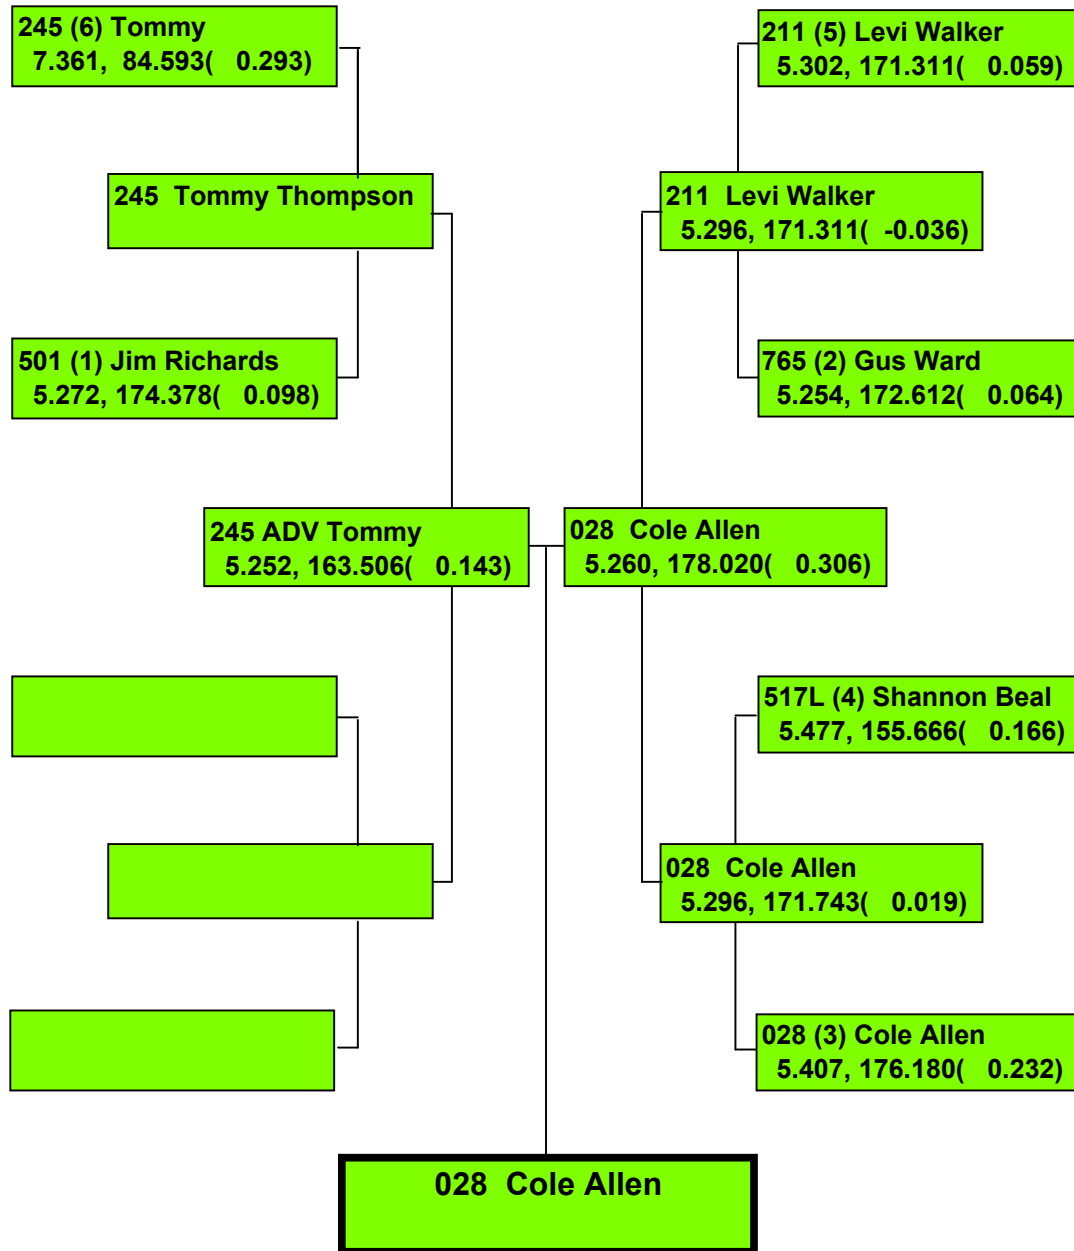 245 (6) Tommy
7.361, 84.593( 0.293)
211 (5) Levi Walker
5.302, 171.311( 0.059)
245 Tommy Thompson
211 Levi Walker
5.296, 171.311( -0.036)
501 (1) Jim Richards
5.272, 174.378( 0.098)
765 (2) Gus Ward
5.254, 172.612( 0.064)
245 ADV Tommy
5.252, 163.506( 0.143)
028 Cole Allen
5.260, 178.020( 0.306)
517L (4) Shannon Beal
5.477, 155.666( 0.166)
028 Cole Allen
5.296, 171.743( 0.019)
028 (3) Cole Allen
5.407, 176.180( 0.232)
028 Cole Allen